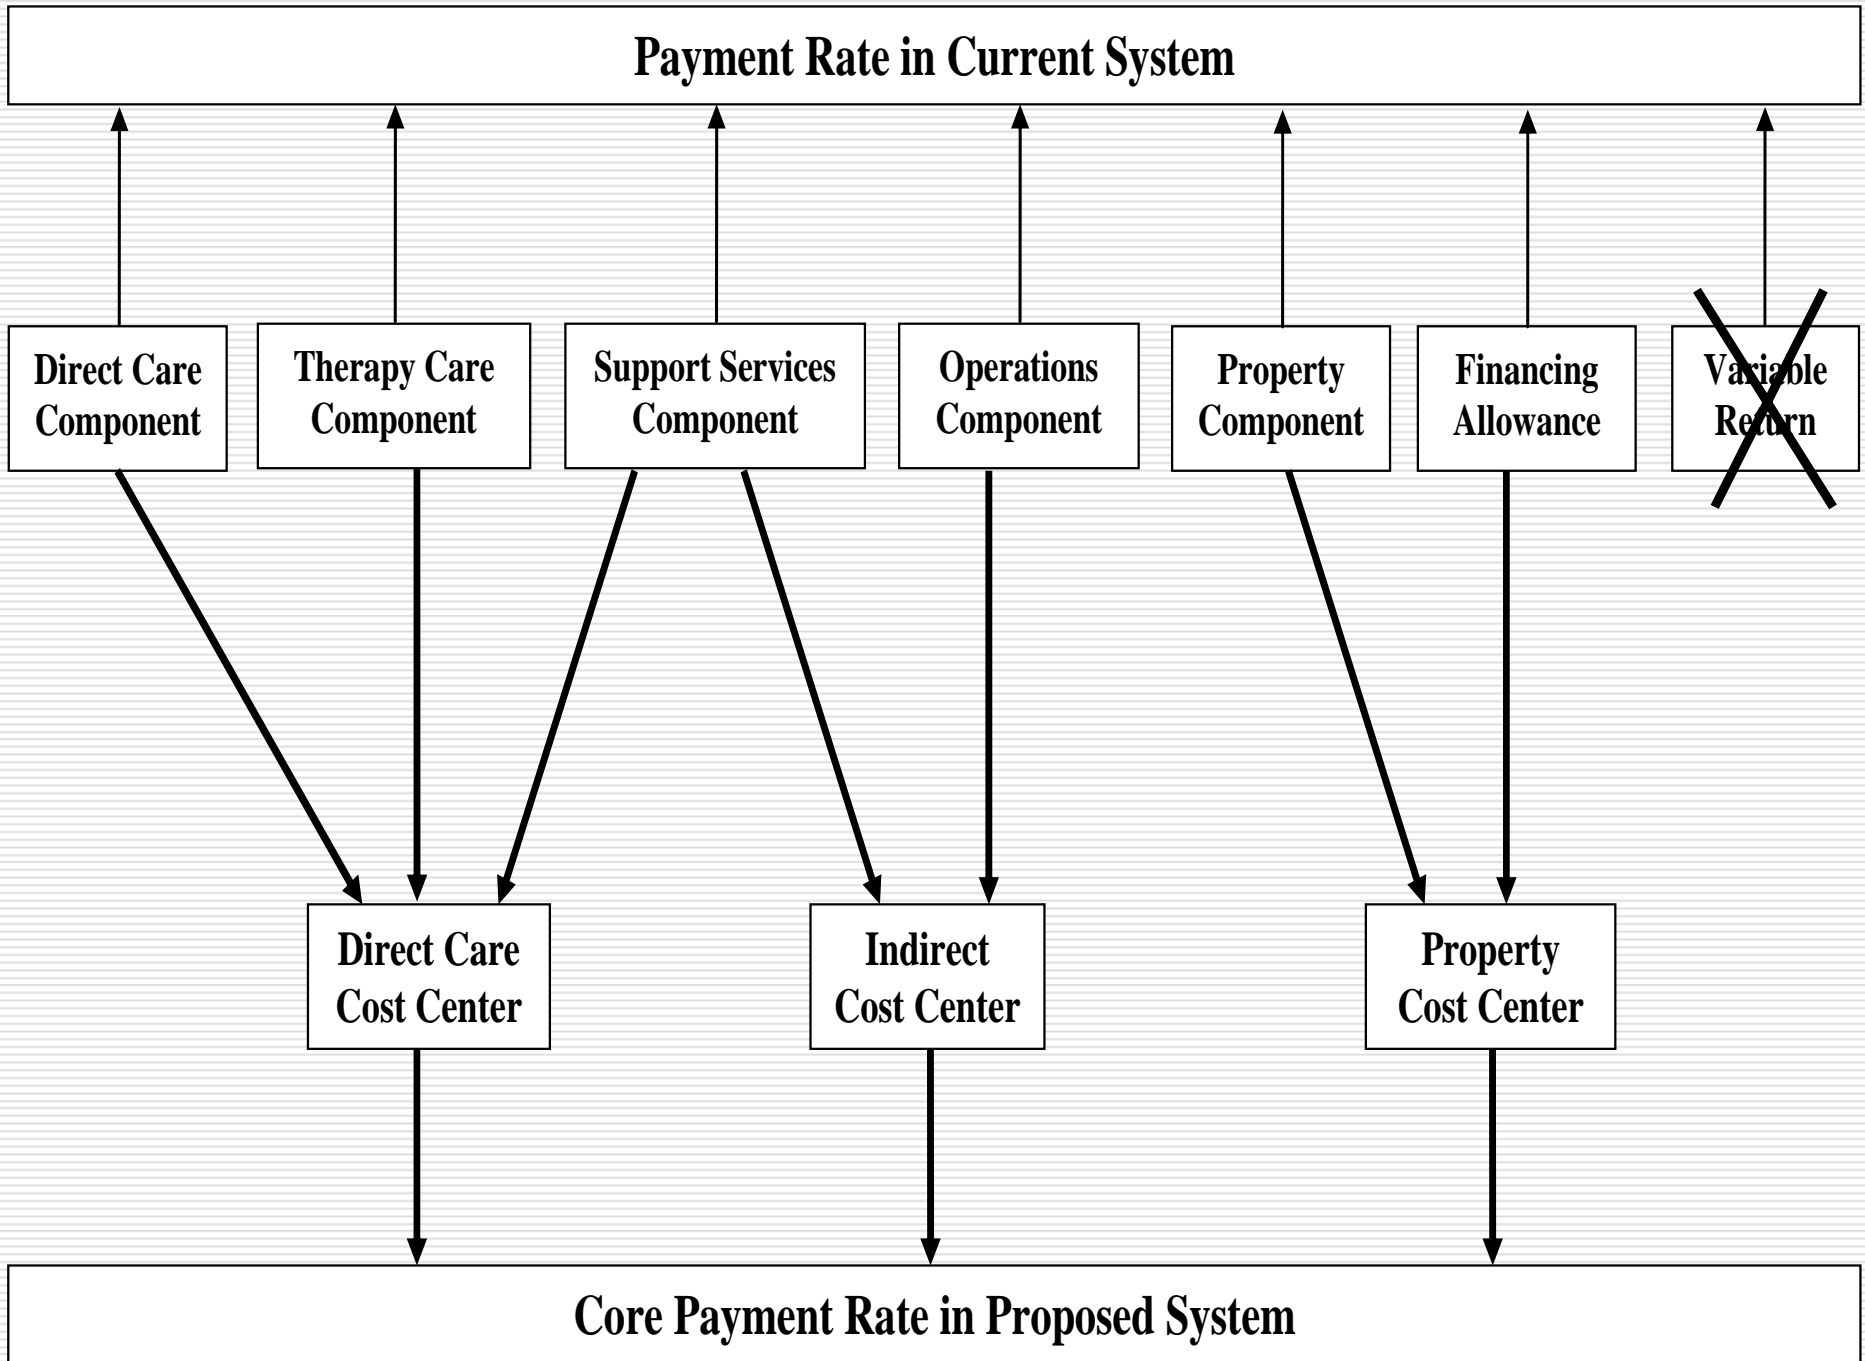 Payment Rate in Current System
Direct Care
Component
Therapy Care
Component
Support Services
Component
Operations
Component
Property
Component
Financing
Allowance
Variable
Return
Direct Care
Cost Center
Indirect
Cost Center
Property
Cost Center
Core Payment Rate in Proposed System